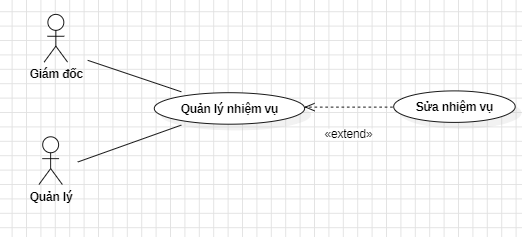 Giám đốc
Quản lý nhiệm vụ
Sửa nhiệm vụ
«extend»
Quản lý